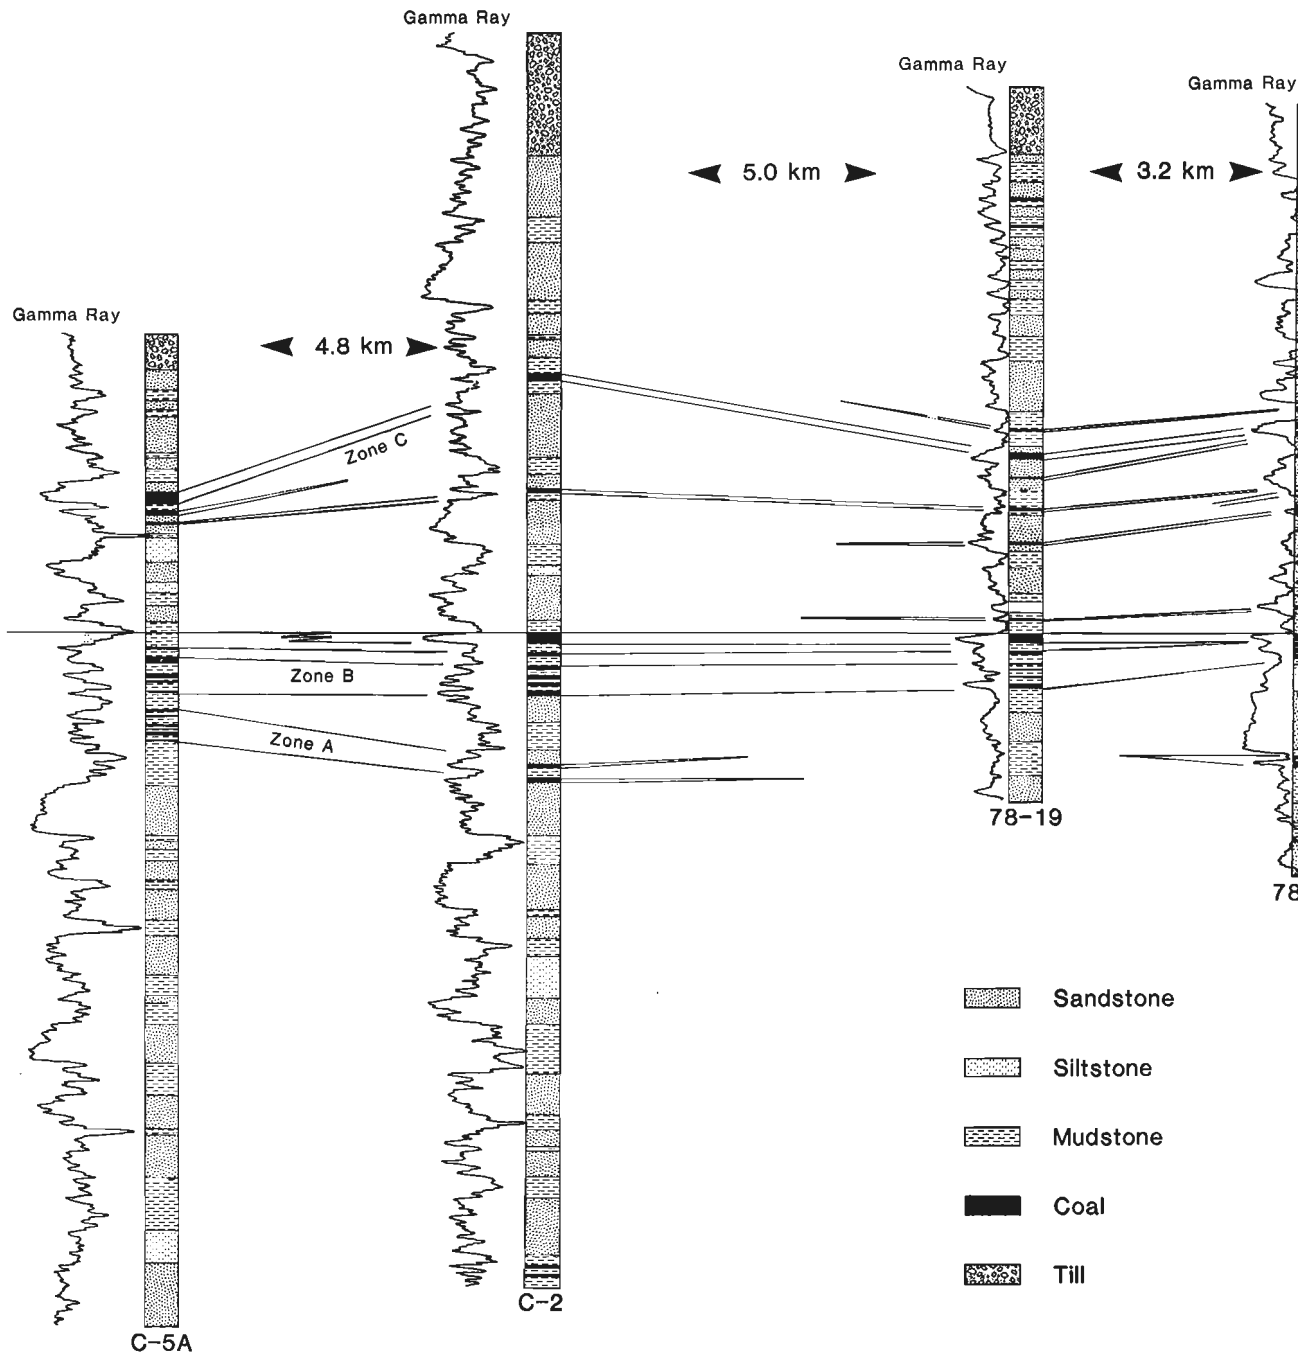 Gamma Ray
Gamma Ray
Gamma Ray
Gamma Ray
5.0 km
3.2 km
4.8 km
Zone C
Zone B
Zone A
78-19
78
Sandstone
Siltstone
Mudstone
Coal
Till
C-2
C-5A